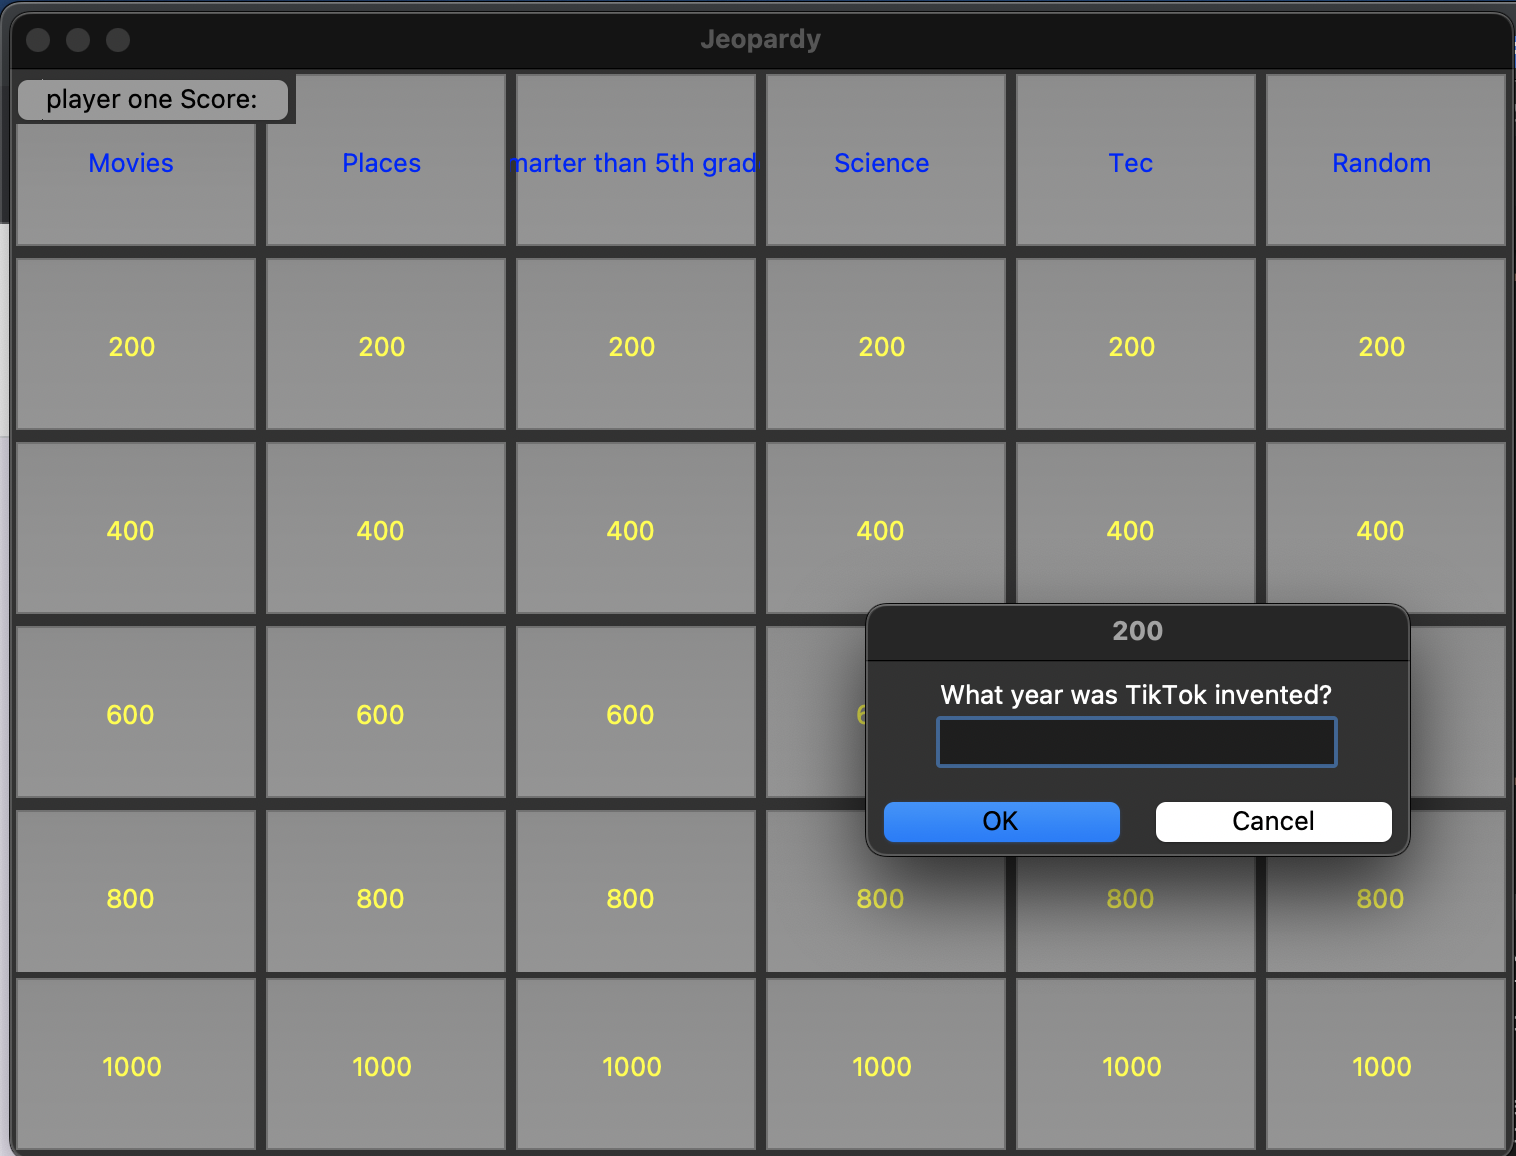 Jeopardy
player one Score:
Movies Places marter than 5th grad Science Tec Random
200 200 200 200 200 200
400 400 400 400 400 400
600 600 600
200
What year was TikTok invented?
OK Cancel
800 800 800 800 800 800
1000 1000 1000 1000 1000 1000